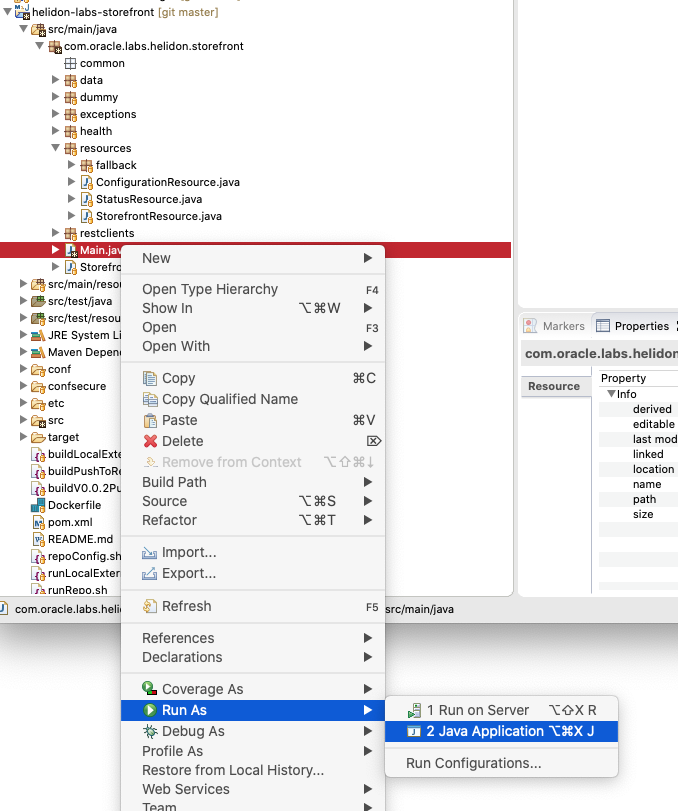 helidon-labs-storefront [git master]
src/main/java
com.oracle.labs.helidon.storefront
common
data
dummy
exceptions
health
resources
fallback
ConfigurationResource.java
StatusResource.java
StorefrontResource.java
restclients
Main.jav
Storefro
src/main/resou
src/test/java
src/test/resou
JRE System Li
Maven Depend
conf
confsecure
etc
src
target
buildLocalExte
buildPushToRe
buildV0.0.2Pu
Dockerfile
pom.xml
README.md
repoConfig.sh
runLocalExter
runRepo.sh
com.oracle.labs.helid
src/main/java
New
Open Type Hierarchy F4
Show In ⌥⌘W
Open F3
Open With
Copy ⌘C
Copy Qualified Name
Paste ⌘V
Delete ⌦
Remove from Context ⌥⇧⌘↓
Build Path
Source ⌥⌘S
Refactor ⌥⌘T
Import...
Export...
Refresh F5
References
Declarations
Coverage As
Run As
Debug As
Profile As
Restore from Local History...
Web Services
Team
1 Run on Server ⌥⇧X R
2 Java Application ⌥⌘X J
Run Configurations...
Markers Properties
com.oracle.labs.helidon
Resource
Property
Info
derived
editable
last mod
linked
location
name
path
size